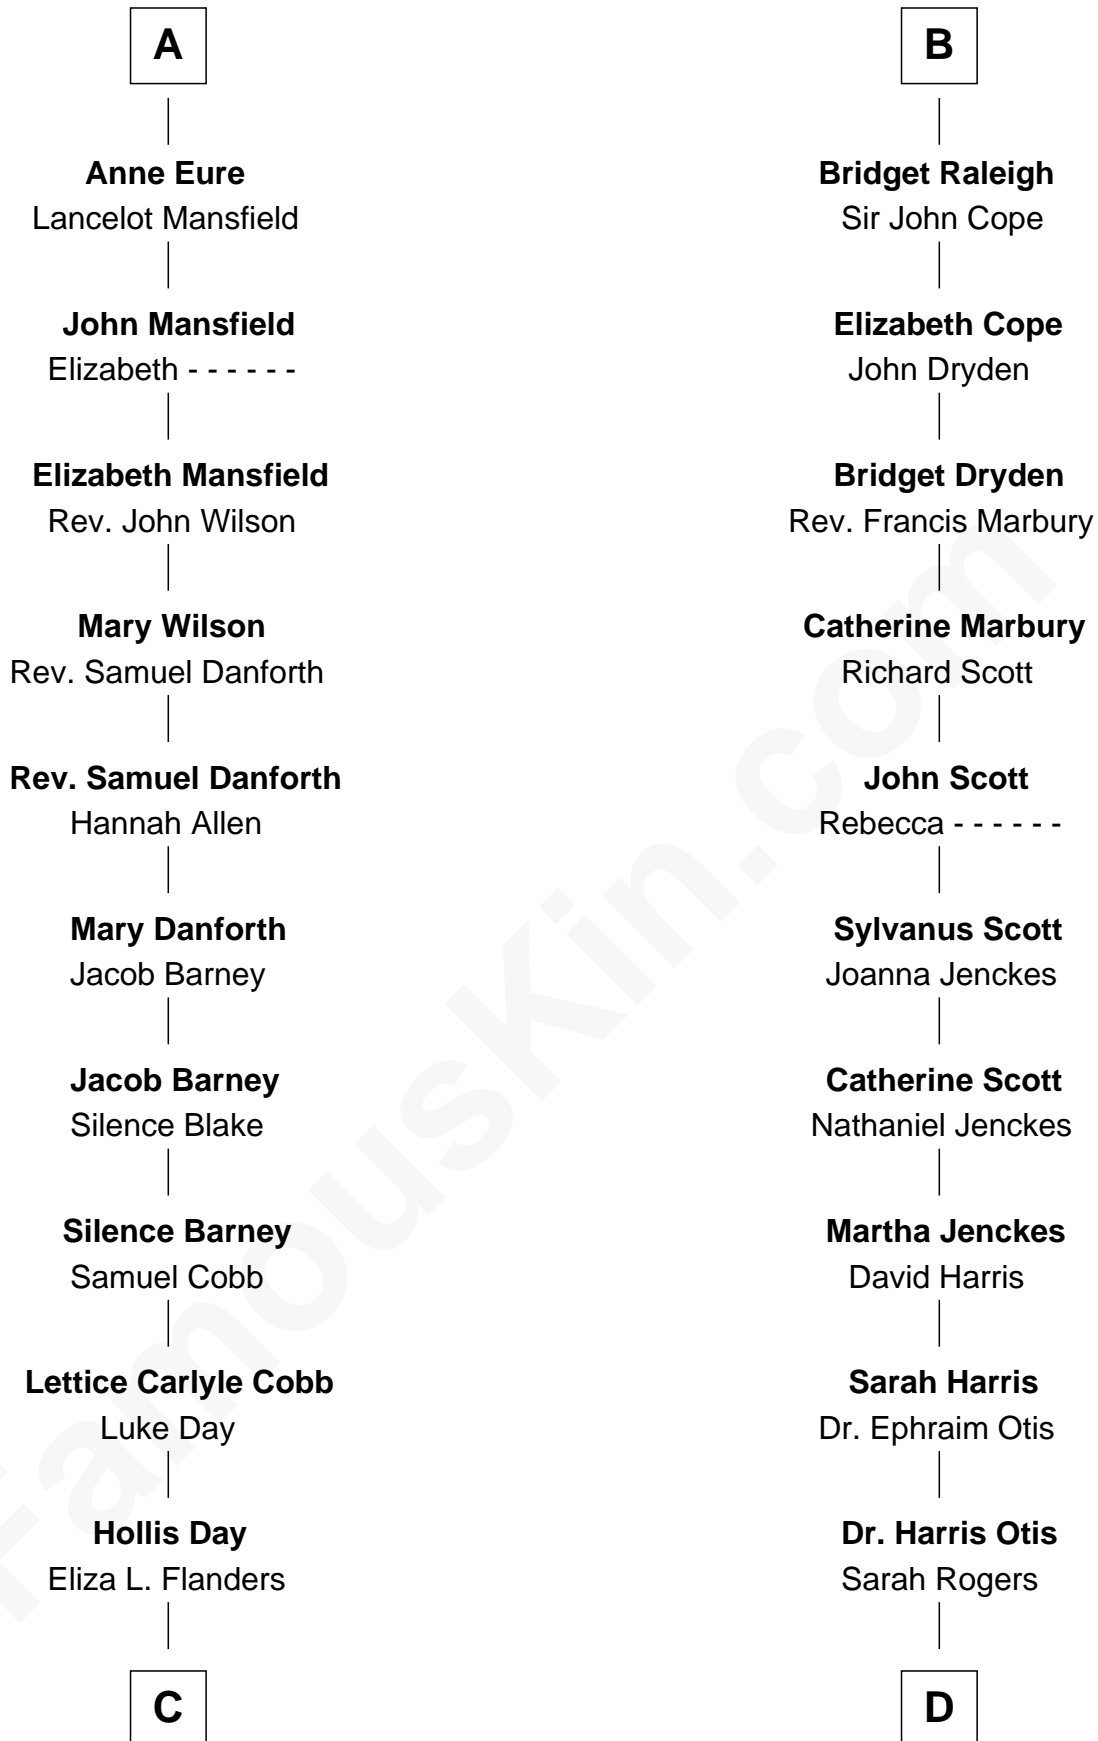 A
Anne Eure
Lancelot Mansfield
John Mansfield
Elizabeth - - - - - -
Elizabeth Mansfield
Rev. John Wilson
Mary Wilson
Rev. Samuel Danforth
Rev. Samuel Danforth
Hannah Allen
Mary Danforth
Jacob Barney
Jacob Barney
Silence Blake
Silence Barney
Samuel Cobb
Lettice Carlyle Cobb
Luke Day
Hollis Day
Eliza L. Flanders
C
B
Bridget Raleigh
Sir John Cope
Elizabeth Cope
John Dryden
Bridget Dryden
Rev. Francis Marbury
Catherine Marbury
Richard Scott
John Scott
Rebecca - - - - - -
Sylvanus Scott
Joanna Jenckes
Catherine Scott
Nathaniel Jenckes
Martha Jenckes
David Harris
Sarah Harris
Dr. Ephraim Otis
Dr. Harris Otis
Sarah Rogers
D
FamousKin.com